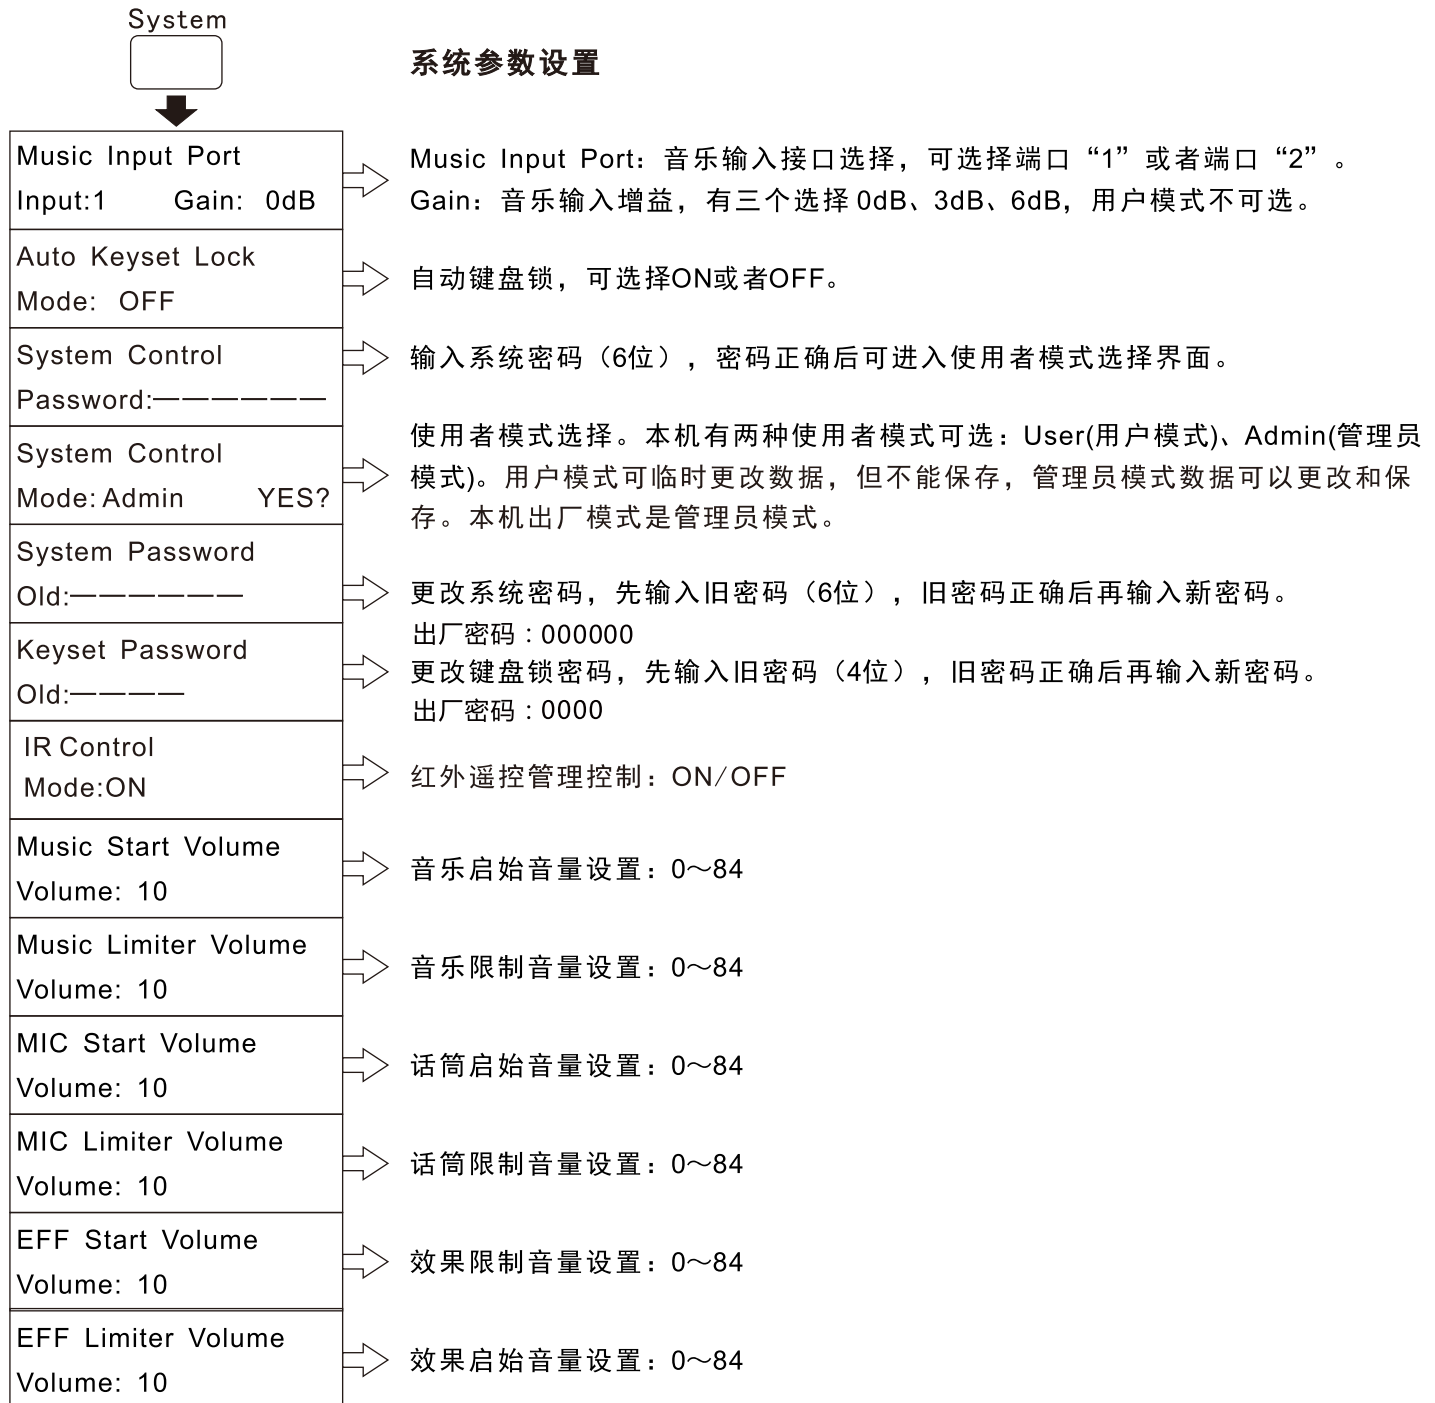 System
系统参数设置
Music Input Port
Input:1 Gain: 0dB
Music Input Port：音乐输入接口选择，可选择端口“1”或者端口“2”。
Gain：音乐输入增益，有三个选择 0dB、3dB、6dB，用户模式不可选。
Auto Keyset Lock
Mode: OFF
自动键盘锁，可选择ON或者OFF。
System Control
Password:——————
输入系统密码（6位），密码正确后可进入使用者模式选择界面。
System Control
Mode: Admin YES?
使用者模式选择。本机有两种使用者模式可选：User(用户模式)、Admin(管理员
模式)。用户模式可临时更改数据，但不能保存，管理员模式数据可以更改和保
存。本机出厂模式是管理员模式。
System Password
Old:——————
更改系统密码，先输入旧密码（6位），旧密码正确后再输入新密码。
出厂密码：000000
Keyset Password
Old:————
更改键盘锁密码，先输入旧密码（4位），旧密码正确后再输入新密码。
出厂密码：0000
IR Control
Mode:ON
红外遥控管理控制：ON/OFF
Music Start Volume
Volume: 10
音乐启始音量设置：0～84
Music Limiter Volume
Volume: 10
音乐限制音量设置：0～84
MIC Start Volume
Volume: 10
话筒启始音量设置：0～84
MIC Limiter Volume
Volume: 10
话筒限制音量设置：0～84
EFF Start Volume
Volume: 10
效果限制音量设置：0～84
EFF Limiter Volume
Volume: 10
效果启始音量设置：0～84